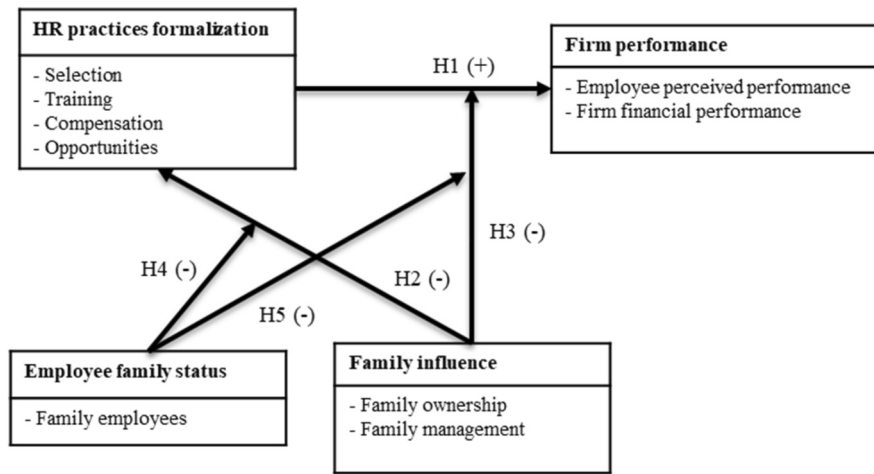 HR practices formalization
- Selection
- Training
- Compensation
- Opportunities
H1 (+)
Firm performance
- Employee perceived performance
- Firm financial performance
H4 (-)
H5 (-)
H2 (-)
H3 (-)
Employee family status
- Family employees
Family influence
- Family ownership
- Family management